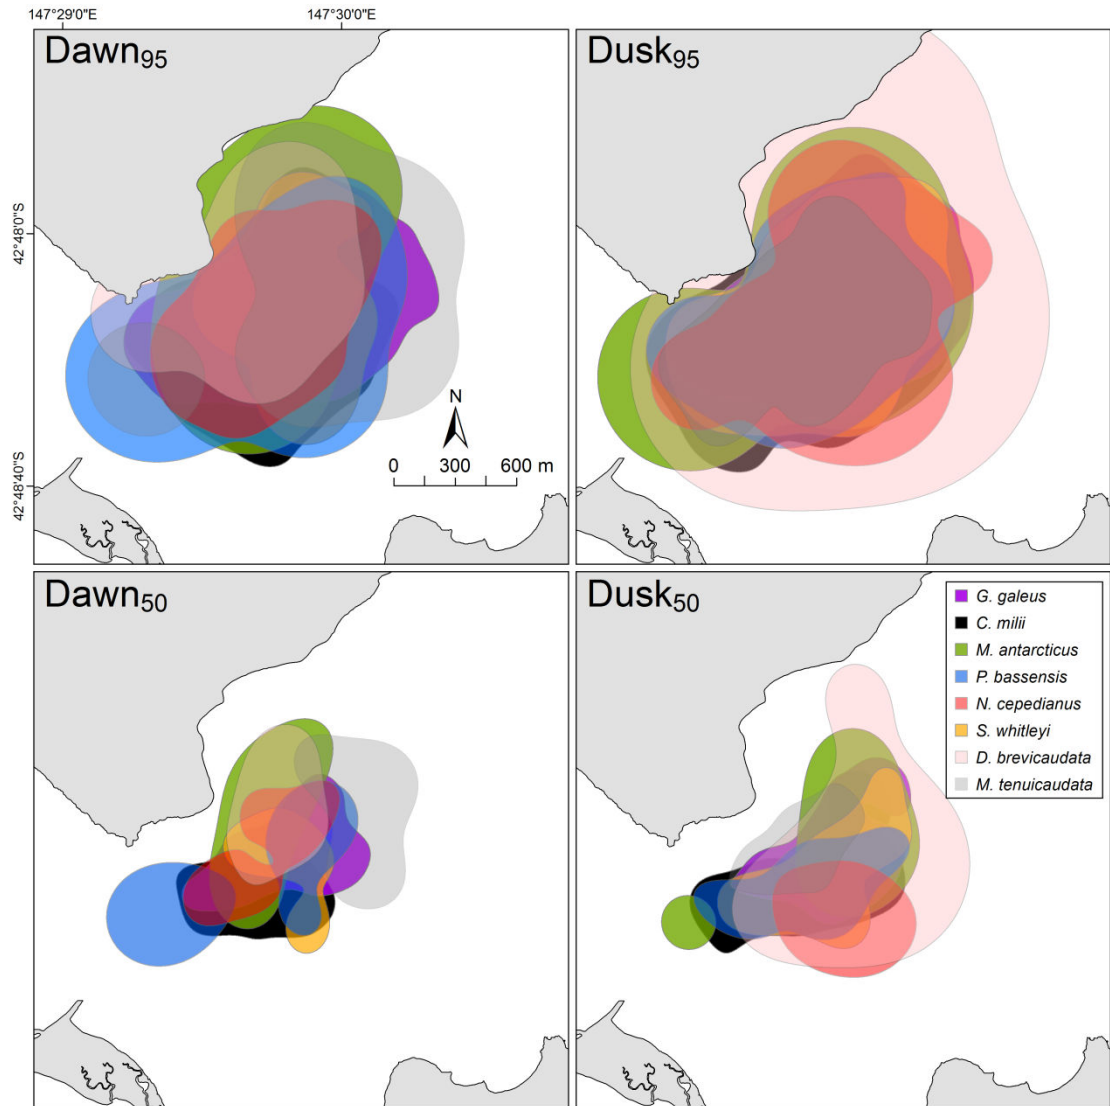 147°29'0"E
147°30'0"E
Dawn95
Dusk95
42°48'0"S
N
0 300 600 m
42°48'40"S
Dawn50
Dusk50
G. galeus
C. milii
M. antarcticus
P. bassensis
N. cepedianus
S. whitleyi
D. brevicaudata
M. tenuicaudata